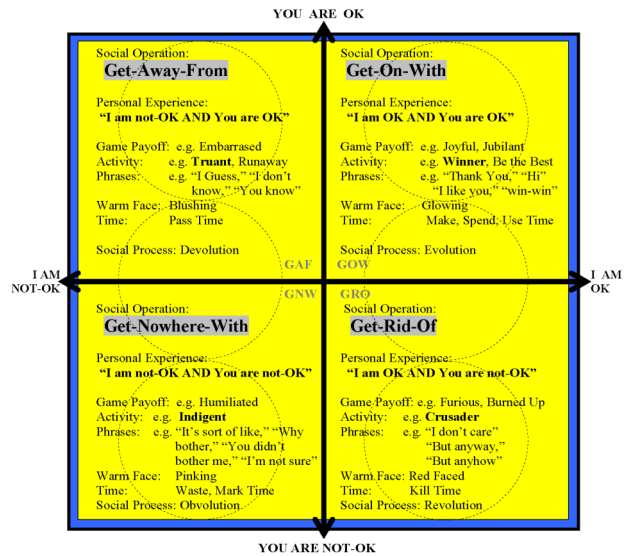 YOU ARE OK
Social Operation:
Get-Away-From
Personal Experience:
“I am not-OK AND You are OK”
Game Payoff: e.g. Embarrased
Activity: e.g. Truant, Runaway
Phrases: e.g. “I Guess,” “I don't
know,” “You know”
Warm Face: Blushing
Time: Pass Time
Social Process: Devolution
GAF
Social Operation:
Get-On-With
Personal Experience:
“I am OK AND You are OK”
Game Payoff: e.g. Joyful, Jubilant
Activity: e.g. Winner, Be the Best
Phrases: e.g. “Thank You,” “Hi”
“I like you,” “win-win”
Warm Face: Glowing
Time: Make, Spend, Use Time
Social Process: Evolution
GOW
I AM
NOT-OK
I AM
OK
GNW
Social Operation:
Get-Nowhere-With
Personal Experience:
“I am not-OK AND You are not-OK”
Game Payoff: e.g. Humiliated
Activity: e.g. Indigent
Phrases: e.g. “It's sort of like,” “Why
bother,” “You didn't
bother me,” “I'm not sure”
Warm Face: Pinking
Time: Waste, Mark Time
Social Process: Obvolution
GRO
Social Operation:
Get-Rid-Of
Personal Experience:
“I am OK AND You are not-OK”
Game Payoff: e.g. Furious, Burned Up
Activity: e.g. Crusader
Phrases: e.g. “I don't care”
“But anyway,”
“But anyhow”
Warm Face: Red Faced
Time: Kill Time
Social Process: Revolution
YOU ARE NOT-OK